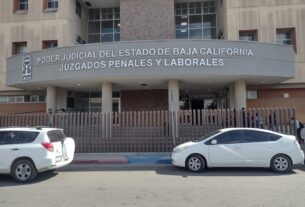 PODER JUDICIAL DEL ESTADO DE BAJA CALIFORNIA
JUZGADOS PENALES Y LABORALES